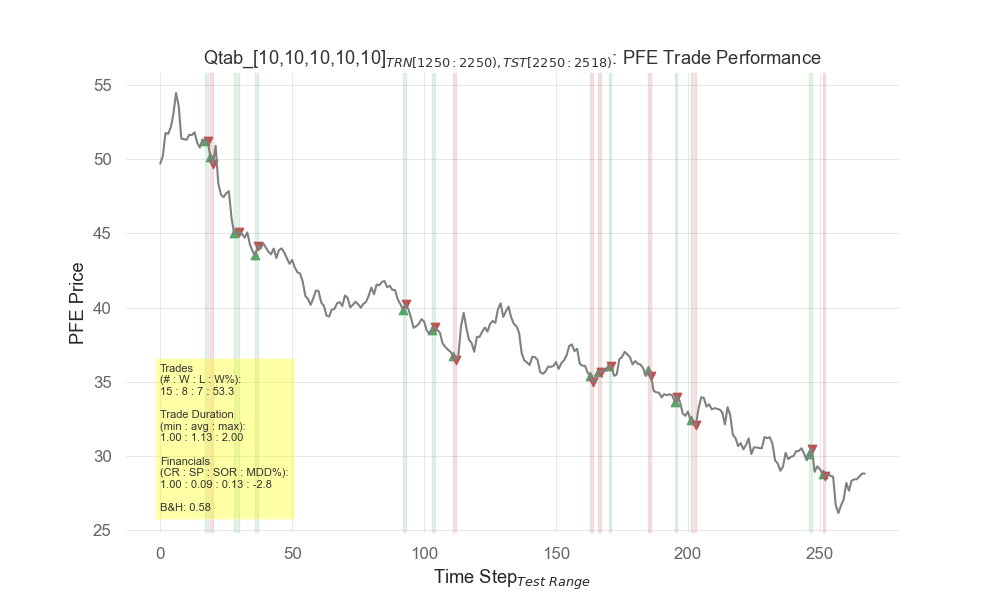 Qtab_[10,10,10,10,10]TRN[1250:2250),TST[2250:2518): PFE Trade Performance
55
50
45
40
35
30
25
PFE Price
Trades
(# : W : L : W%):
15 : 8 : 7 : 53.3
Trade Duration
(min : avg : max):
1.00 : 1.13 : 2.00
Financials
(CR : SP : SOR : MDD%):
1.00 : 0.09 : 0.13 : -2.8
B&H: 0.58
0 50 100 150 200 250
Time StepTest Range